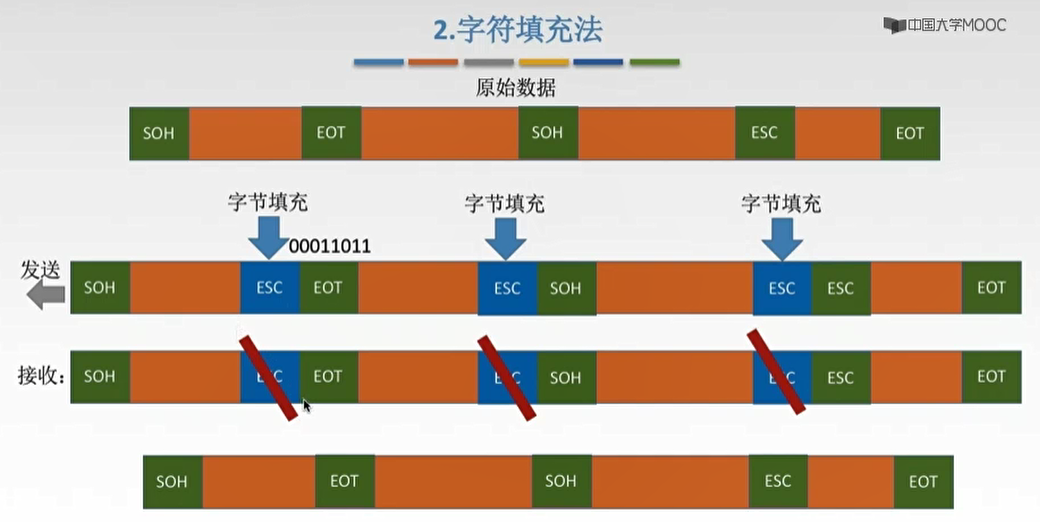 2.字符填充法
中国大学MOOC
原始数据
SOH EOT SOH ESC EOT
字节填充 字节填充 字节填充
00011011
发送
SOH ESC EOT ESC SOH ESC ESC EOT
接收：
SOH ESC EOT ESC SOH ESC ESC EOT
SOH EOT SOH ESC EOT